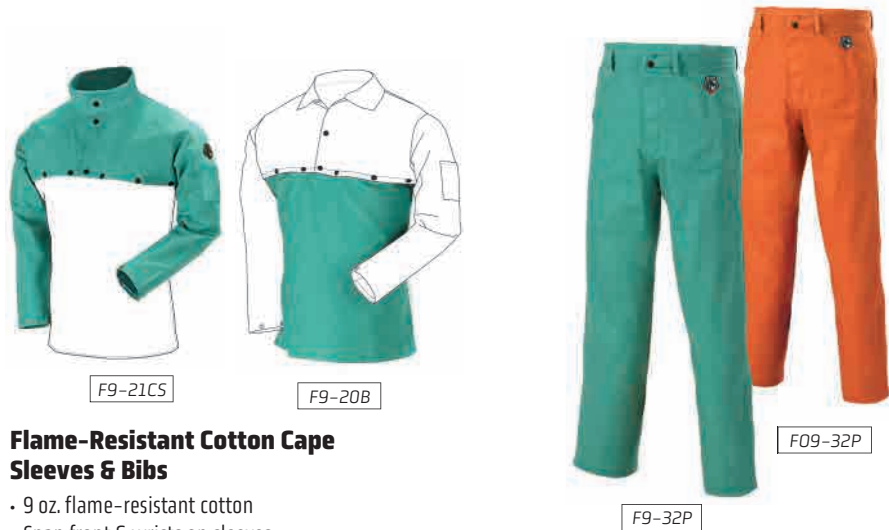 F9-21CS
F9-20B
Flame-Resistant Cotton Cape
Sleeves & Bibs
• 9 oz. flame-resistant cotton
F09-32P
F9-32P